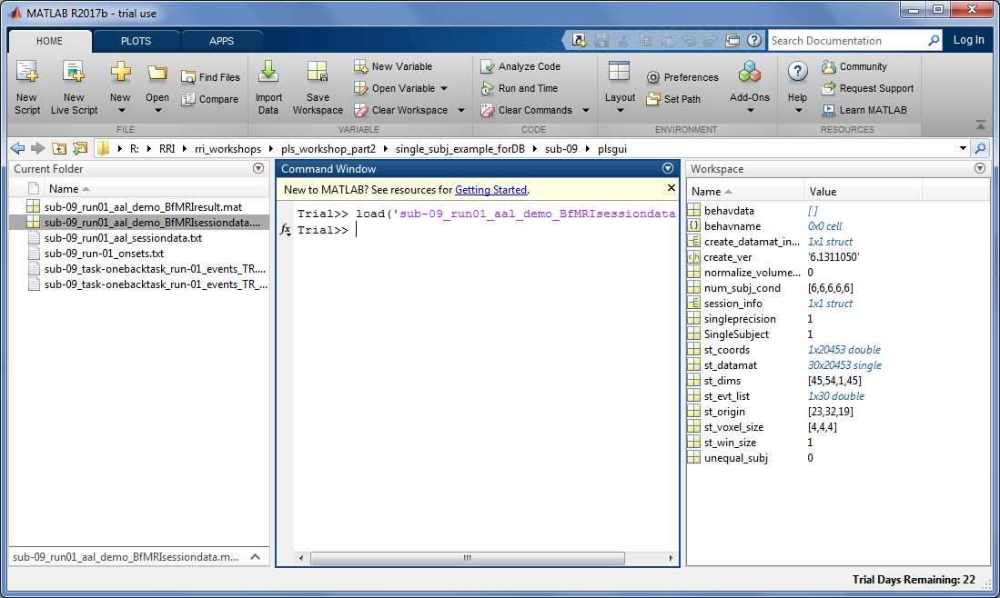 MATLAB R2017b - trial use
HOME PLOTS APPS
Search Documentation
Log In
New Script
New Live Script
New
Open
Find Files
Compare
Import Data
Save Workspace
New Variable
Open Variable
Clear Workspace
Analyze Code
Run and Time
Clear Commands
Layout
Preferences
Set Path
Add-Ons
Help
Community
Request Support
Learn MATLAB
FILE VARIABLE CODE ENVIRONMENT RESOURCES
R: RRI rri_workshops pls_workshop_part2 single_subj_example_forDB sub-09 plsgui
Current Folder
Name
sub-09_run01_aal_demo_BfMRIresult.mat
sub-09_run01_aal_demo_BfMRIsessiondata....
sub-09_run01_aal_sessiondata.txt
sub-09_run-01_onsets.txt
sub-09_task-onebacktask_run-01_events_TR....
sub-09_task-onebacktask_run-01_events_TR_...
sub-09_run01_aal_demo_BfMRIsessiondata.m...
Command Window
New to MATLAB? See resources for Getting Started.
Trial>> load('sub-09_run01_aal_demo_BfMRIsessiondata
fx Trial>>
Workspace
Name Value
behavdata []
behavname 0x0 cell
create_datamat_in... 1x1 struct
create_ver '6.1311050'
normalize_volume... 0
num_subj_cond [6,6,6,6,6]
session_info 1x1 struct
singleprecision 1
SingleSubject 1
st_coords 1x20453 double
st_datamat 30x20453 single
st_dims [45,54,1,45]
st_evt_list 1x30 double
st_origin [23,32,19]
st_voxel_size [4,4,4]
st_win_size 1
unequal_subj 0
Trial Days Remaining: 22